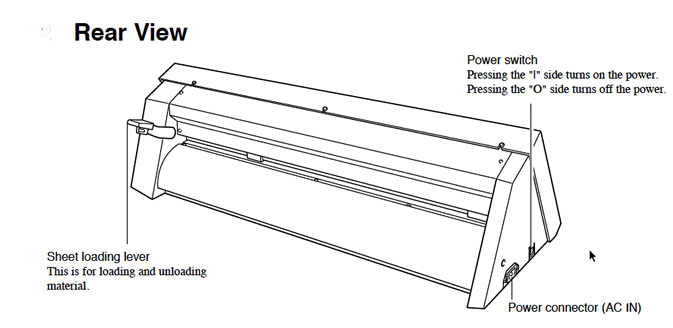 Rear View
Power switch
Pressing the "I" side turns on the power.
Pressing the "O" side turns off the power.
Sheet loading lever
This is for loading and unloading
material.
Power connector (AC IN)